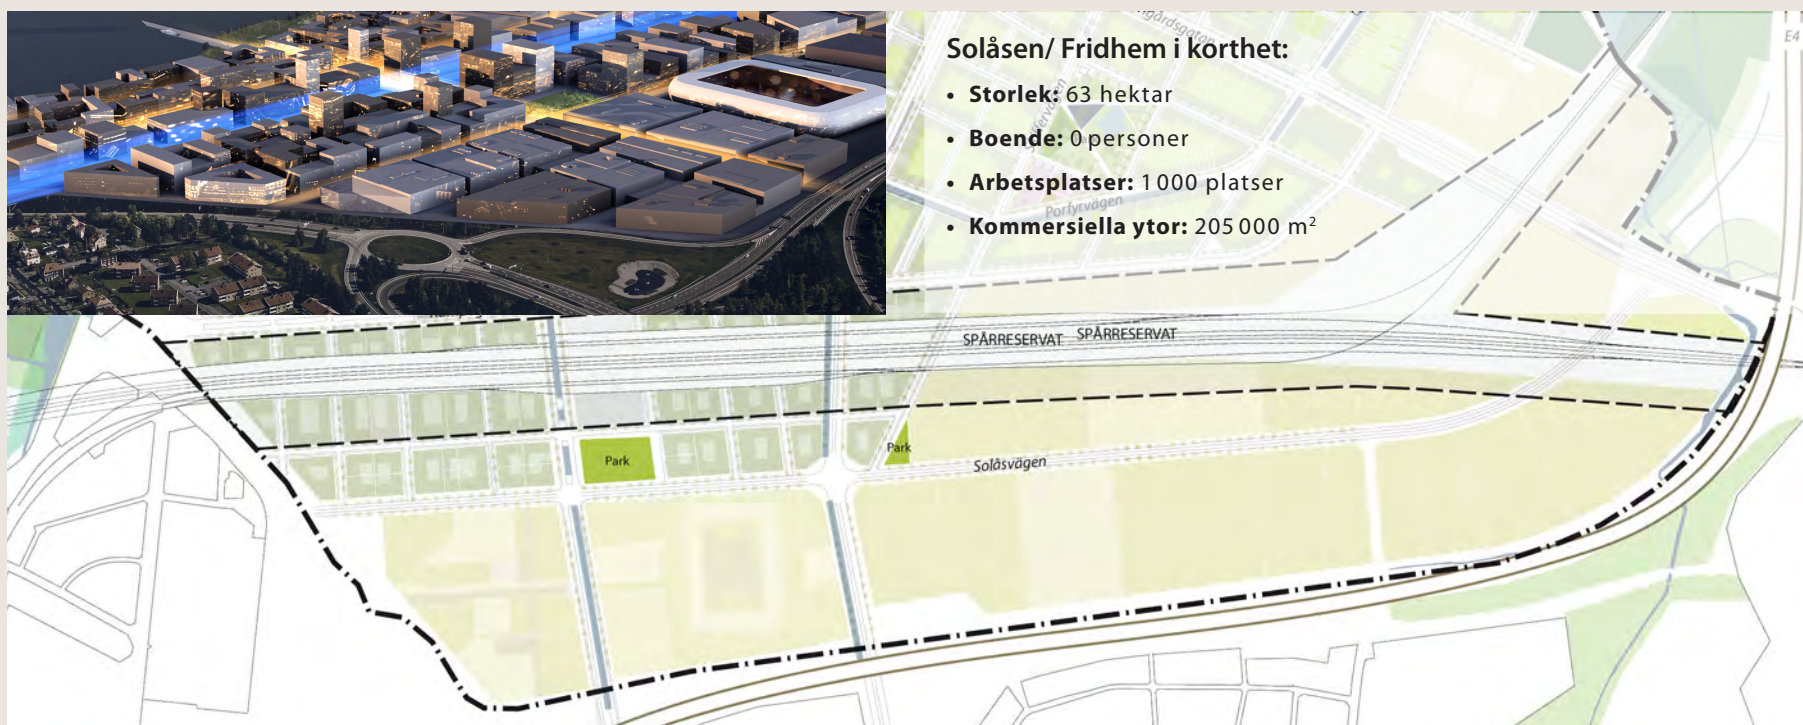 Solåsen/ Fridhem i korthet:
• Storlek: 63 hektar
• Boende: 0 personer
• Arbetsplatser: 1 000 platser
• Kommersiella ytor: 205 000 m²
E4
Porfyrvägen
SPÅRRESERVAT SPÅRRESERVAT
Park
Park
Solåsvägen